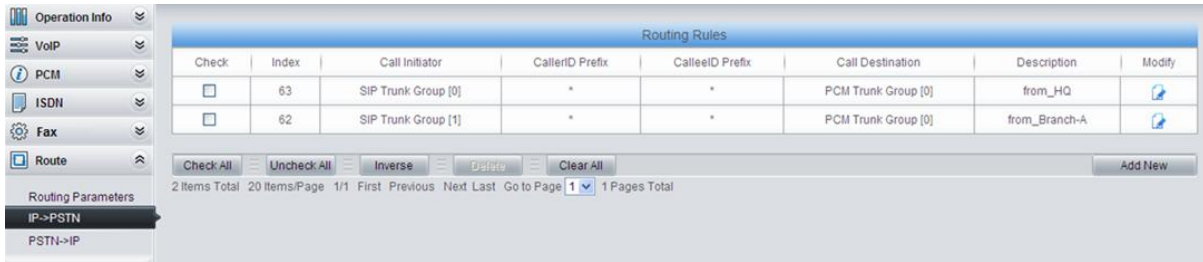 Operation Info
VoIP
PCM
ISDN
Fax
Route
Routing Parameters
IP->PSTN
PSTN->IP
Routing Rules
Check Index Call Initiator CallerID Prefix CalleeID Prefix Call Destination Description Modify
63 SIP Trunk Group [0] * * PCM Trunk Group [0] from_HQ
62 SIP Trunk Group [1] * * PCM Trunk Group [0] from_Branch-A
Check All Uncheck All Inverse Delete Clear All Add New
2 Items Total 20 Items/Page 1/1 First Previous Next Last Go to Page 1 1 Pages Total